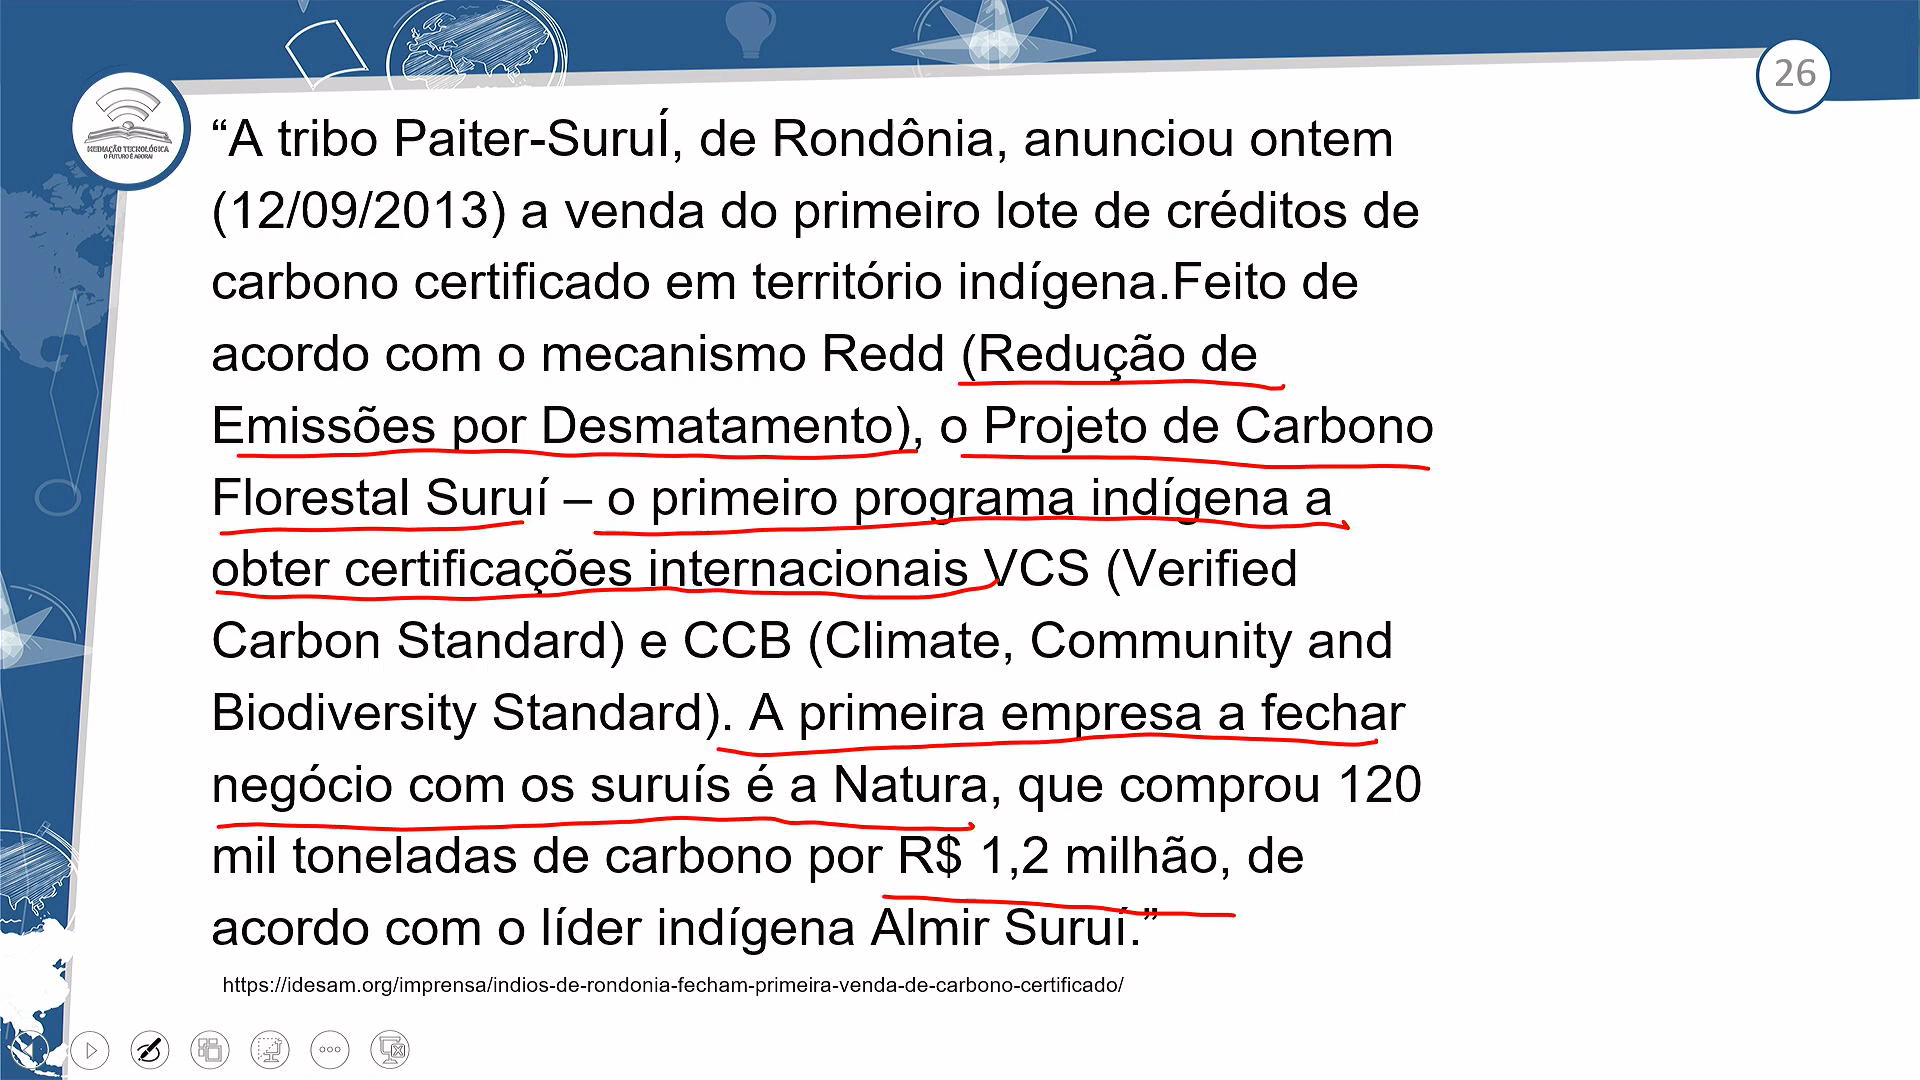 26
MEDIAÇÃO TECNOLÓGICA
O FUTURO É AGORA!
“A tribo Paiter-SuruÍ, de Rondônia, anunciou ontem
(12/09/2013) a venda do primeiro lote de créditos de
carbono certificado em território indígena.Feito de
acordo com o mecanismo Redd (Redução de
Emissões por Desmatamento), o Projeto de Carbono
Florestal Suruí – o primeiro programa indígena a
obter certificações internacionais VCS (Verified
Carbon Standard) e CCB (Climate, Community and
Biodiversity Standard). A primeira empresa a fechar
negócio com os suruís é a Natura, que comprou 120
mil toneladas de carbono por R$ 1,2 milhão, de
acordo com o líder indígena Almir Suruí.”
https://idesam.org/imprensa/indios-de-rondonia-fecham-primeira-venda-de-carbono-certificado/